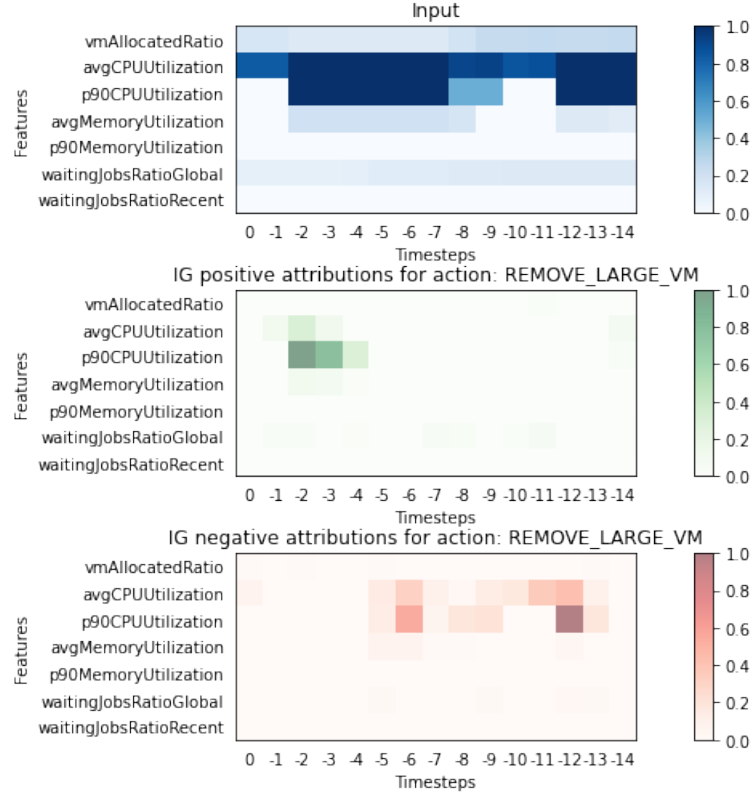 Input
vmAllocatedRatio
avgCPUUtilization
p90CPUUtilization
avgMemoryUtilization
p90MemoryUtilization
waitingJobsRatioGlobal
waitingJobsRatioRecent
Features
0 -1 -2 -3 -4 -5 -6 -7 -8 -9 -10 -11 -12 -13 -14
Timesteps
1.0
0.8
0.6
0.4
0.2
0.0
IG positive attributions for action: REMOVE_LARGE_VM
vmAllocatedRatio
avgCPUUtilization
p90CPUUtilization
avgMemoryUtilization
p90MemoryUtilization
waitingJobsRatioGlobal
waitingJobsRatioRecent
Features
0 -1 -2 -3 -4 -5 -6 -7 -8 -9 -10 -11 -12 -13 -14
Timesteps
1.0
0.8
0.6
0.4
0.2
0.0
IG negative attributions for action: REMOVE_LARGE_VM
vmAllocatedRatio
avgCPUUtilization
p90CPUUtilization
avgMemoryUtilization
p90MemoryUtilization
waitingJobsRatioGlobal
waitingJobsRatioRecent
Features
0 -1 -2 -3 -4 -5 -6 -7 -8 -9 -10 -11 -12 -13 -14
Timesteps
1.0
0.8
0.6
0.4
0.2
0.0